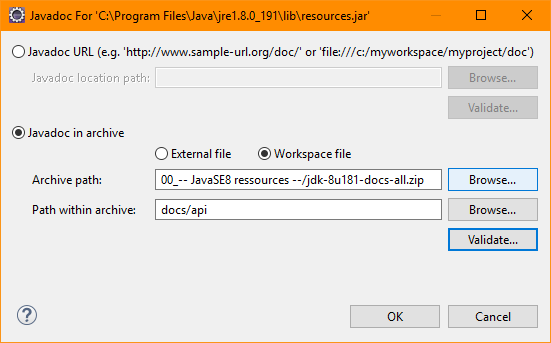 Javadoc For 'C:\Program Files\Java\jre1.8.0_191\lib\resources.jar'
Javadoc URL (e.g. 'http://www.sample-url.org/doc/' or 'file:///c:/myworkspace/myproject/doc')
Javadoc location path: Browse...
Validate...
Javadoc in archive
External file Workspace file
Archive path: 00_-- JavaSE8 ressources --/jdk-8u181-docs-all.zip Browse...
Path within archive: docs/api Browse...
Validate...
? OK Cancel